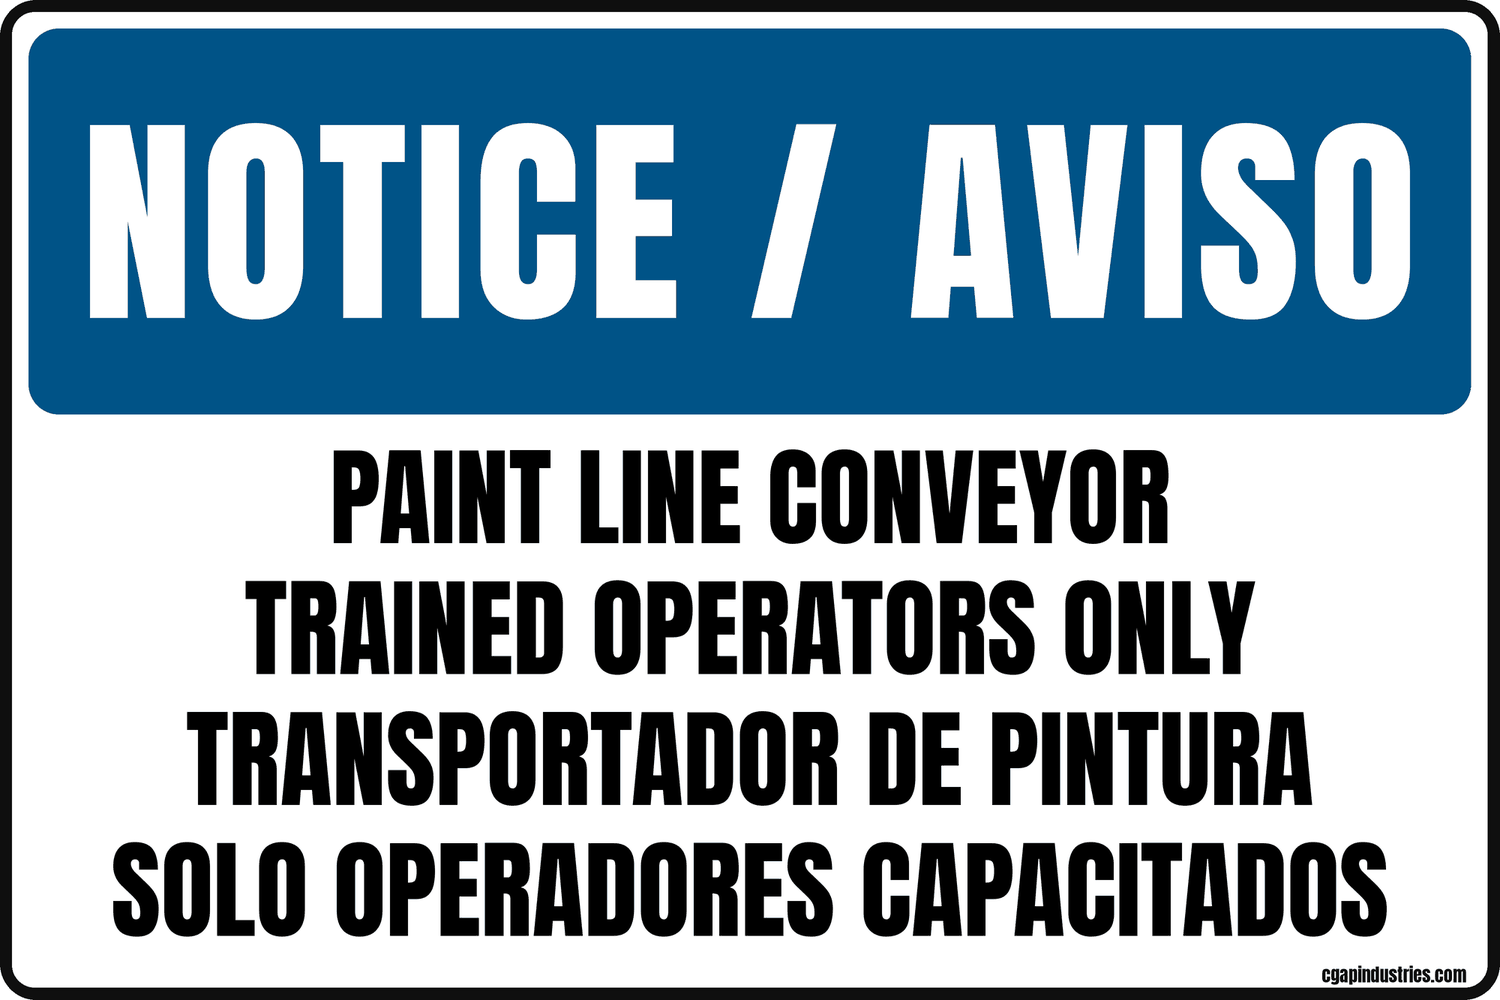 NOTICE / AVISO
PAINT LINE CONVEYOR
TRAINED OPERATORS ONLY
TRANSPORTADOR DE PINTURA
SOLO OPERADORES CAPACITADOS
cgapindustries.com